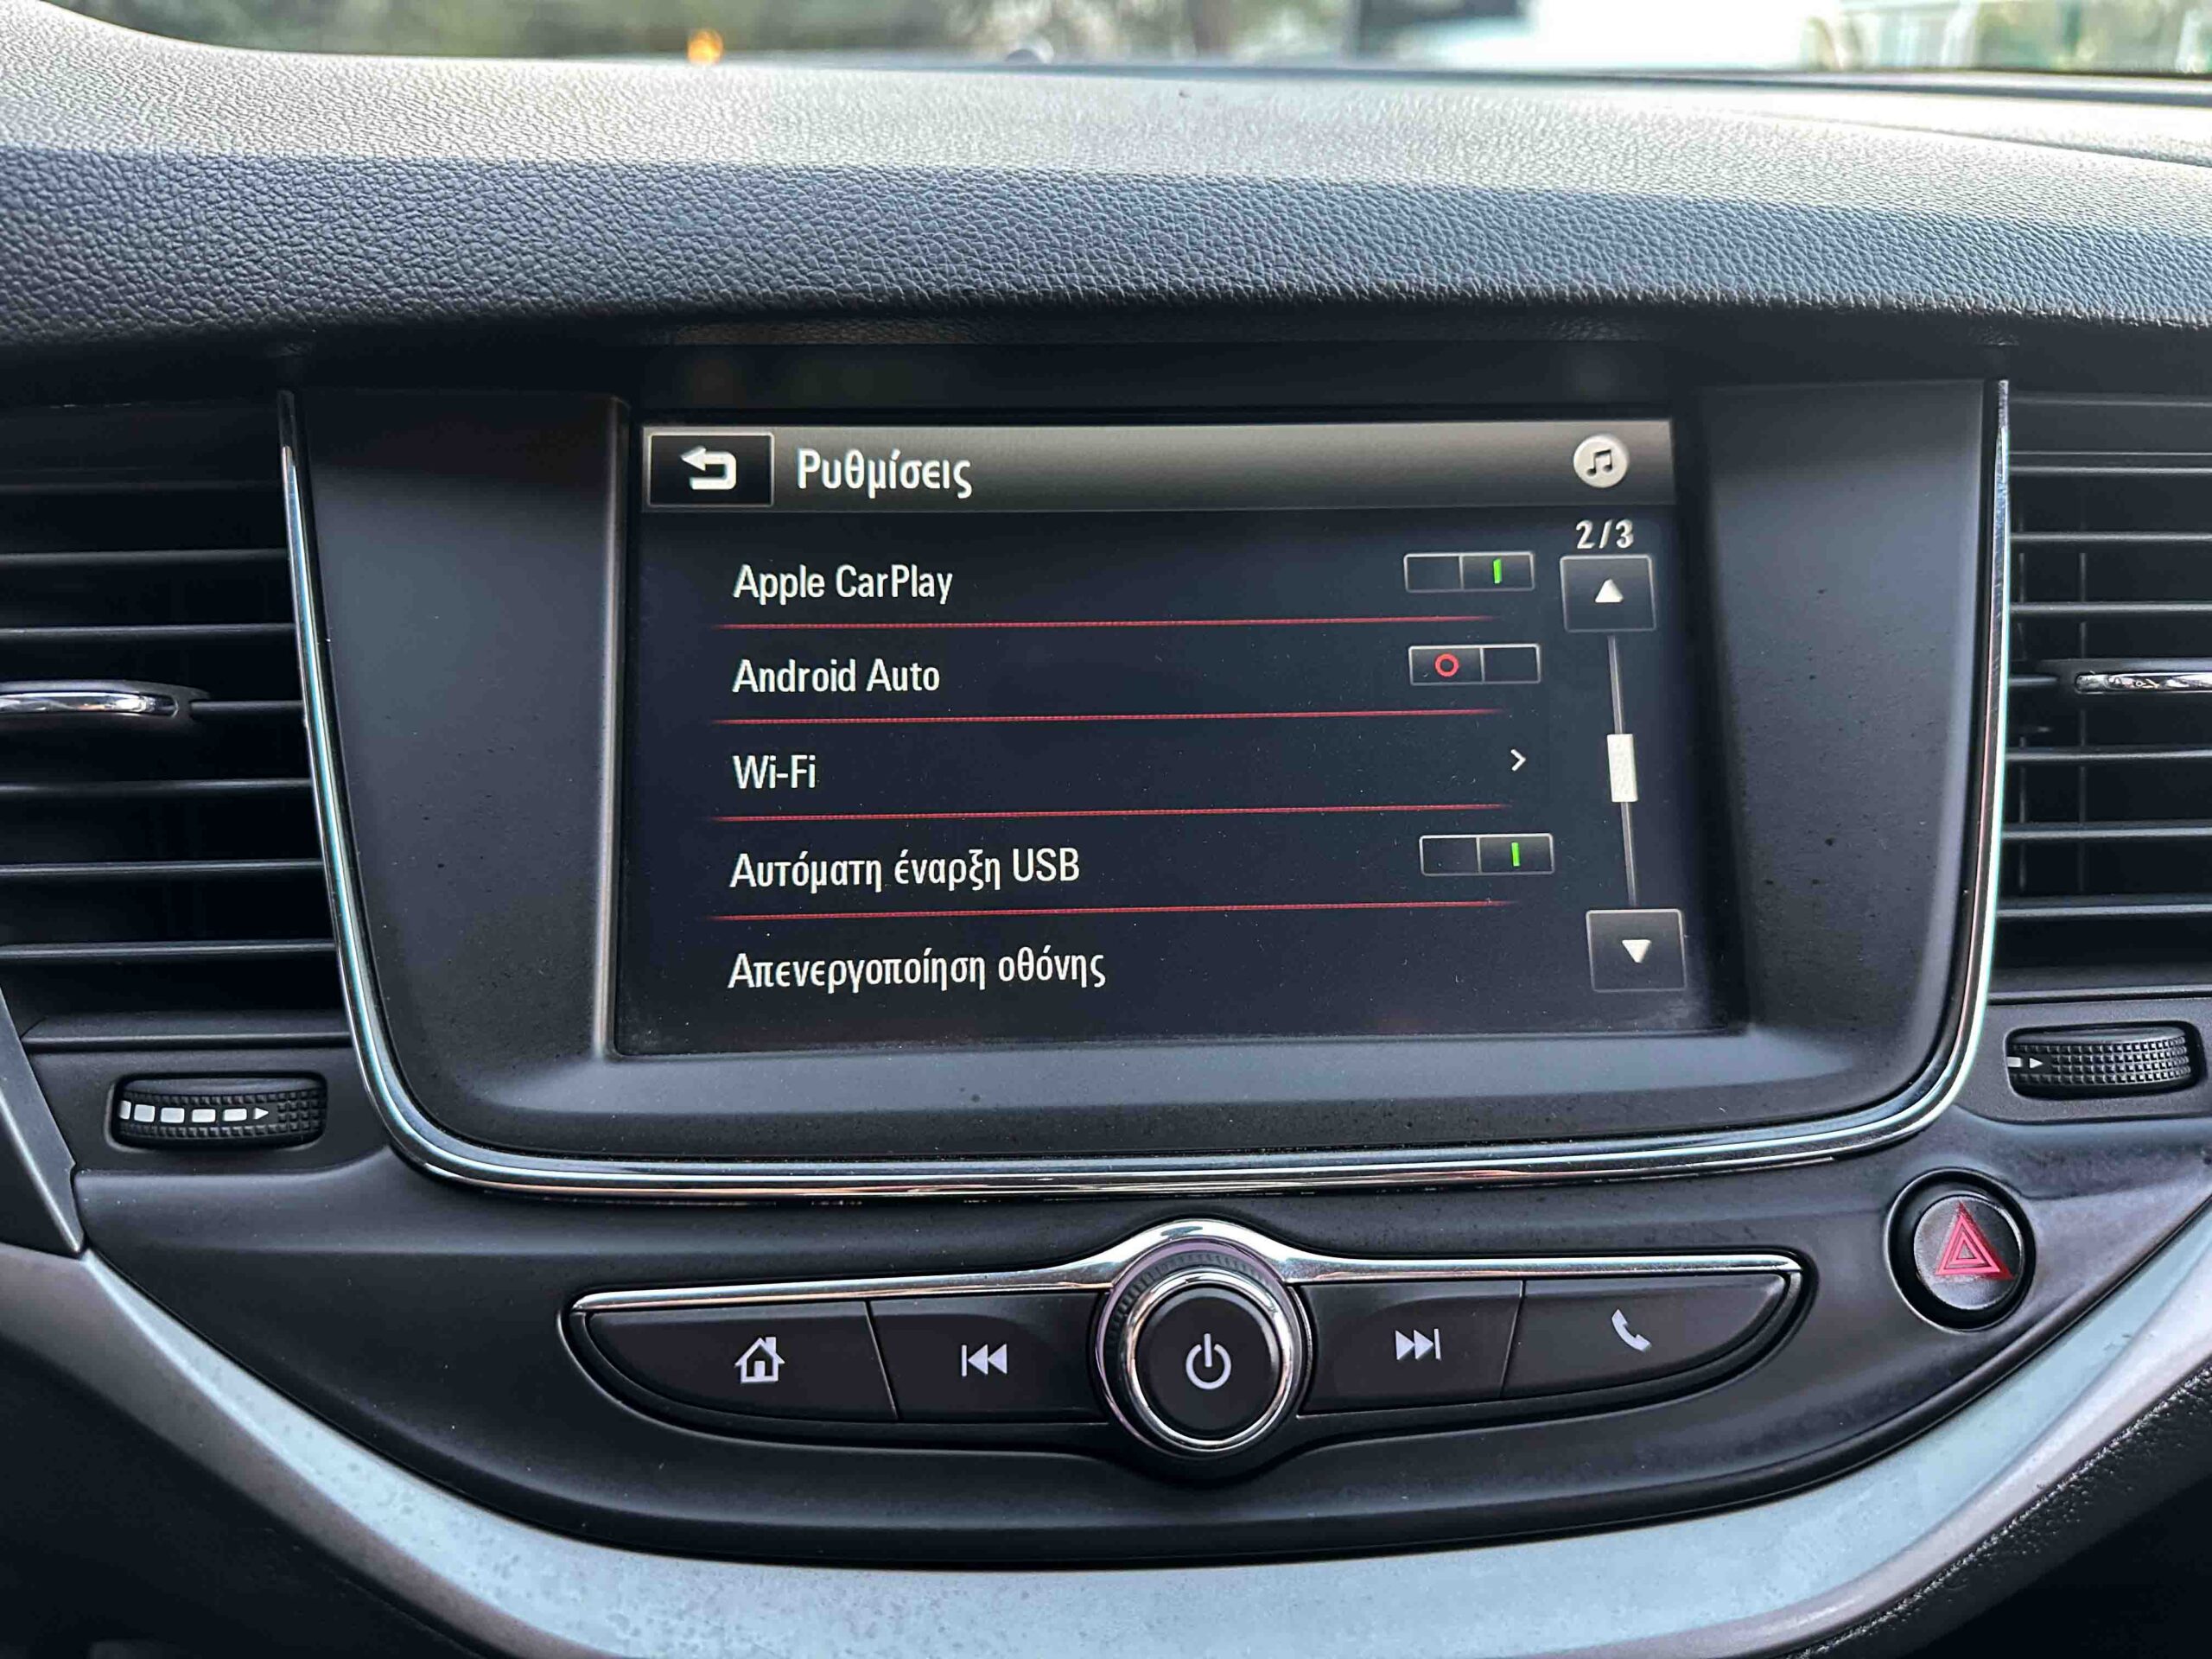 Ρυθμίσεις
2/3
Apple CarPlay
Android Auto
Wi-Fi
Αυτόματη έναρξη USB
Απενεργοποίηση οθόνης